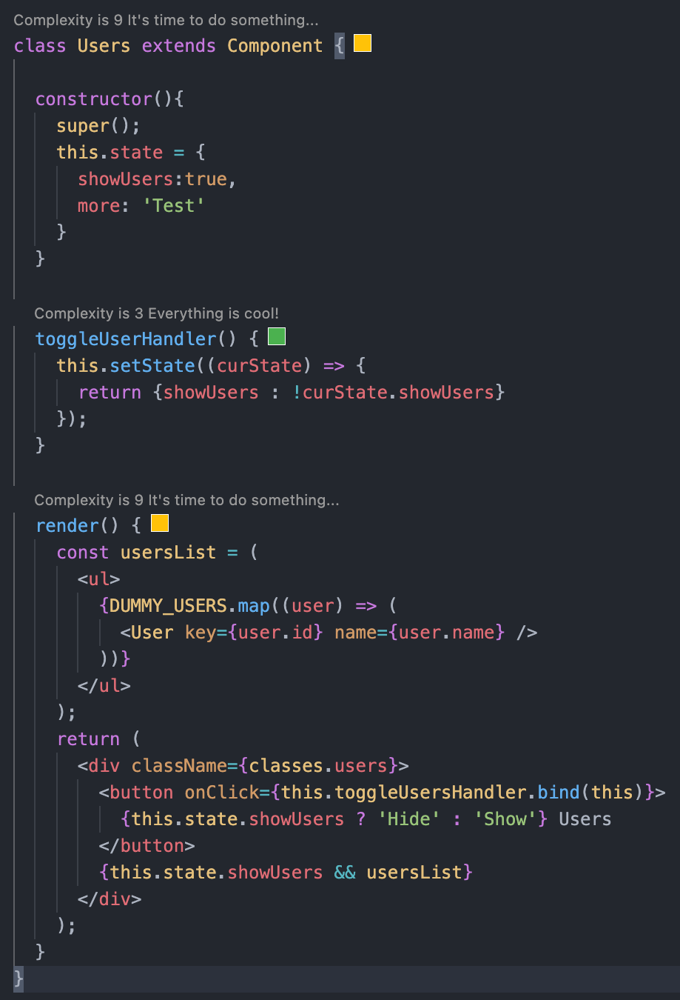 Complexity is 9 It's time to do something...
class Users extends Component {
constructor(){
super();
this.state = {
showUsers:true,
more: 'Test'
}
}
Complexity is 3 Everything is cool!
toggleUserHandler() {
this.setState((curState) => {
return {showUsers : !curState.showUsers}
});
}
Complexity is 9 It's time to do something...
render() {
const usersList = (
<ul>
{DUMMY_USERS.map((user) => (
<User key={user.id} name={user.name} />
))}
</ul>
);
return (
<div className={classes.users}>
<button onClick={this.toggleUsersHandler.bind(this)}>
{this.state.showUsers ? 'Hide' : 'Show'} Users
</button>
{this.state.showUsers && usersList}
</div>
);
}
}